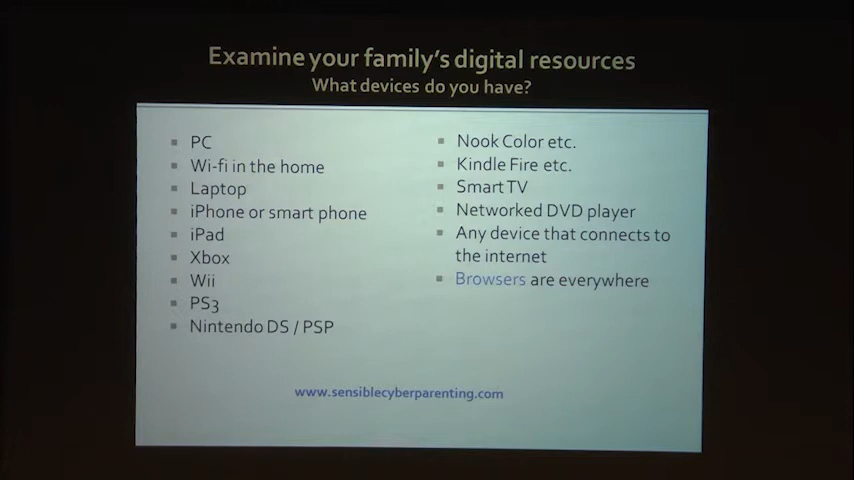 Examine your family's digital resources
What devices do you have?
PC
Wi-fi in the home
Laptop
iPhone or smart phone
iPad
Xbox
Wii
PS3
Nintendo DS / PSP
Nook Color etc.
Kindle Fire etc.
Smart TV
Networked DVD player
Any device that connects to
the internet
Browsers are everywhere
www.sensiblecyberparenting.com